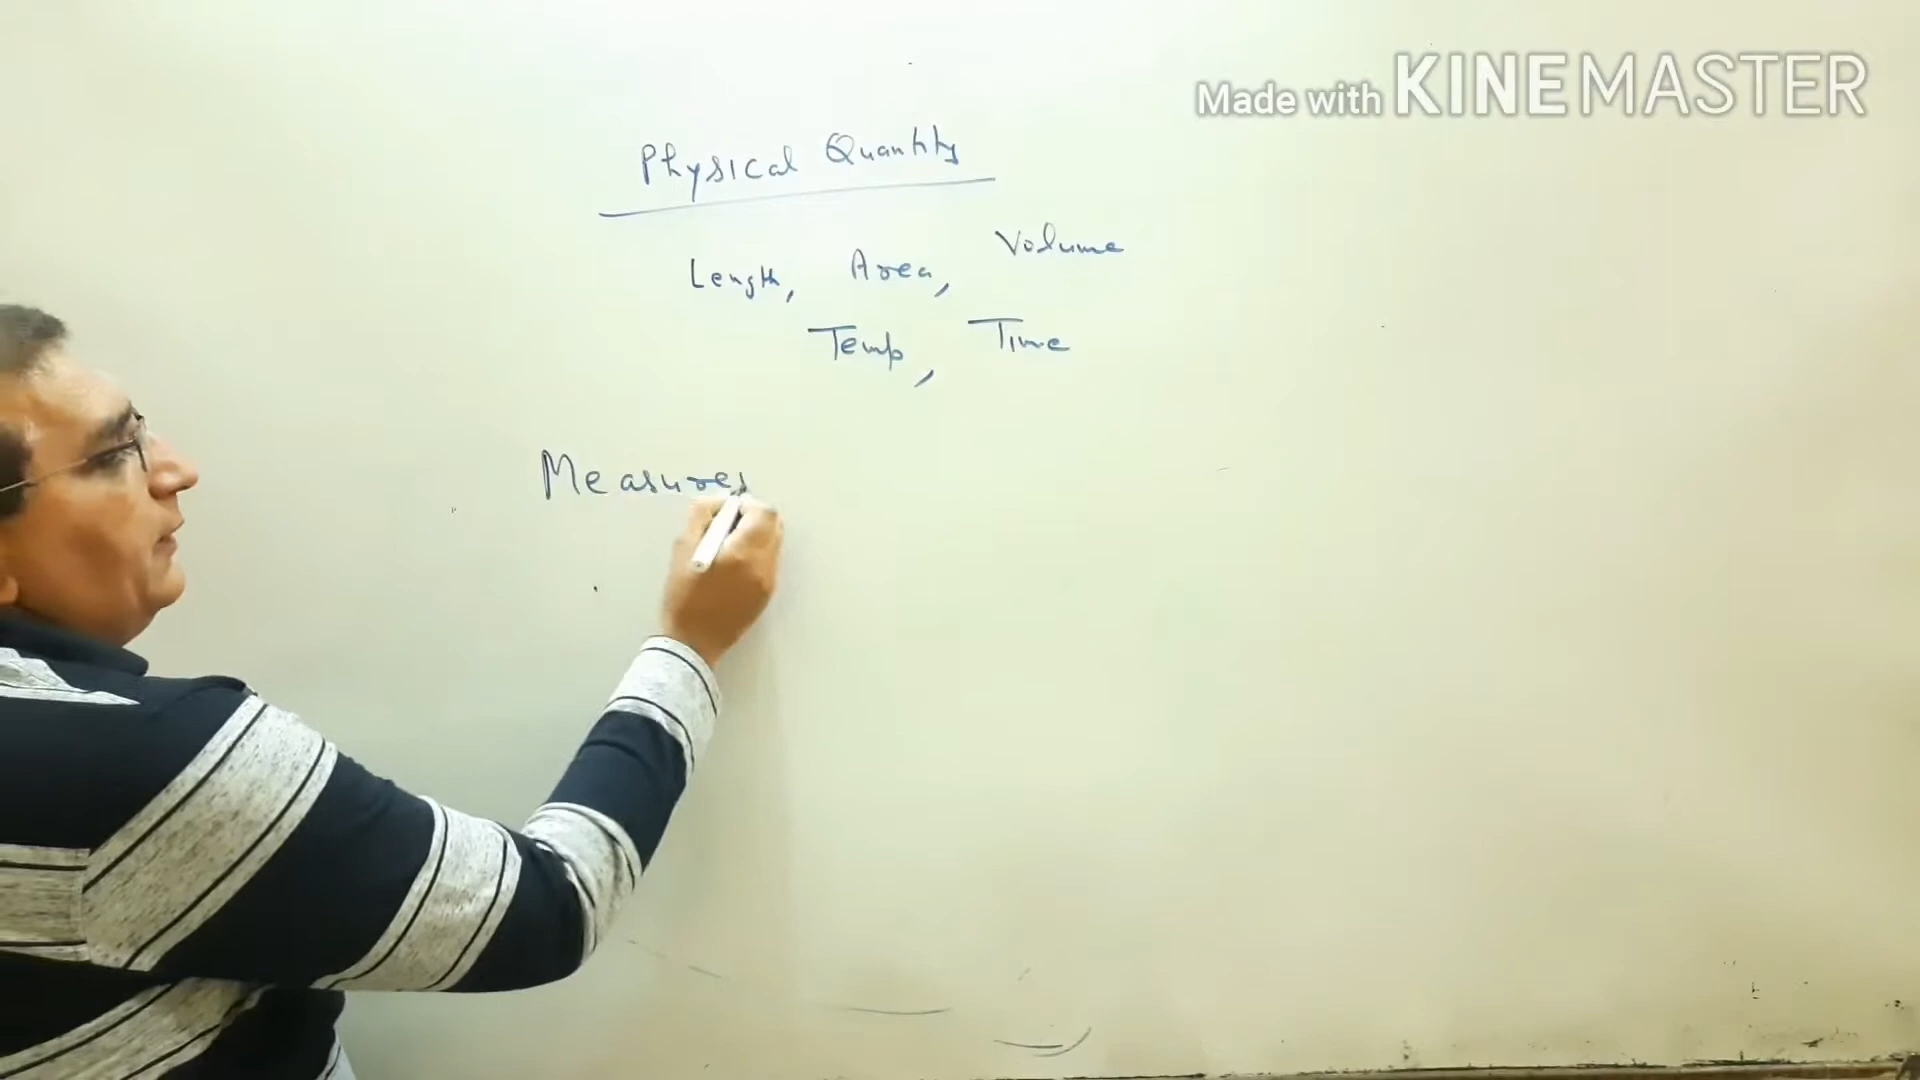 Made with KINEMASTER
Physical Quantity
Length, Area, Volume
Temp, Time
Measures